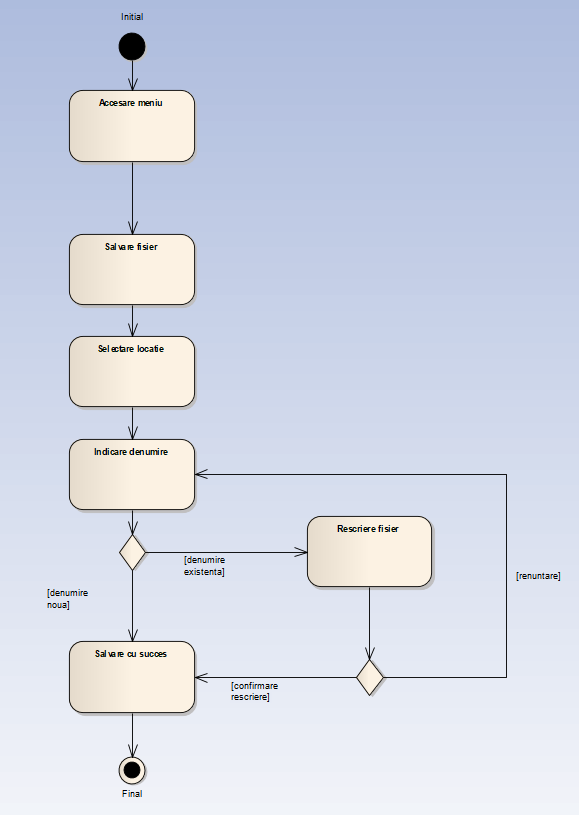 Initial
Accesare meniu
Salvare fisier
Selectare locatie
Indicare denumire
Rescriere fisier
[denumire
existenta]
[renuntare]
[denumire
noua]
Salvare cu succes
[confirmare
rescriere]
Final